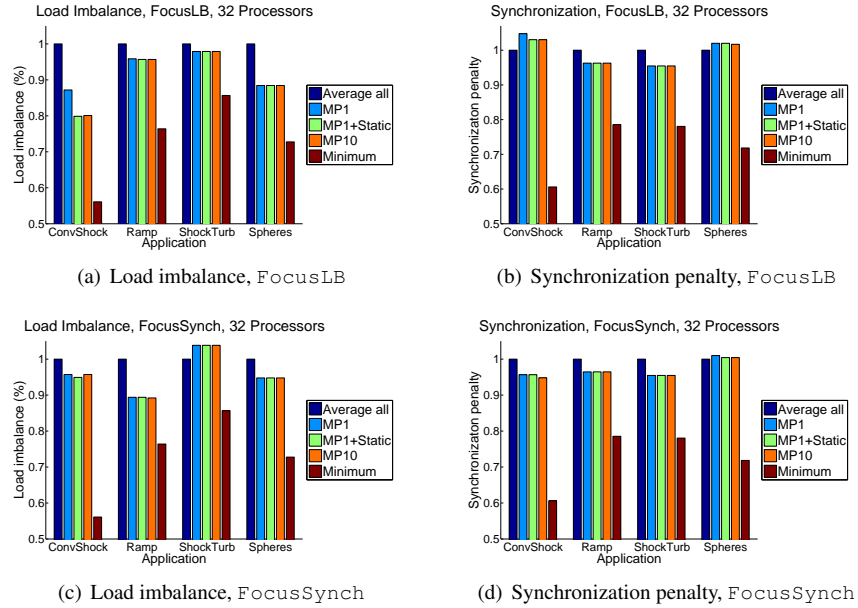 Load Imbalance, FocusLB, 32 Processors
Load imbalance (%)
1
0.9
0.8
0.7
0.6
0.5
ConvShock Ramp ShockTurb Spheres
Application
Average all
MP1
MP1+Static
MP10
Minimum
(a) Load imbalance, FocusLB
Synchronization, FocusLB, 32 Processors
Synchronizaton penalty
1
0.9
0.8
0.7
0.6
0.5
ConvShock Ramp ShockTurb Spheres
Application
Average all
MP1
MP1+Static
MP10
Minimum
(b) Synchronization penalty, FocusLB
Load Imbalance, FocusSynch, 32 Processors
Load imbalance (%)
1
0.9
0.8
0.7
0.6
0.5
ConvShock Ramp ShockTurb Spheres
Application
Average all
MP1
MP1+Static
MP10
Minimum
(c) Load imbalance, FocusSynch
Synchronization, FocusSynch, 32 Processors
Synchronizaton penalty
1
0.9
0.8
0.7
0.6
0.5
ConvShock Ramp ShockTurb Spheres
Application
Average all
MP1
MP1+Static
MP10
Minimum
(d) Synchronization penalty, FocusSynch